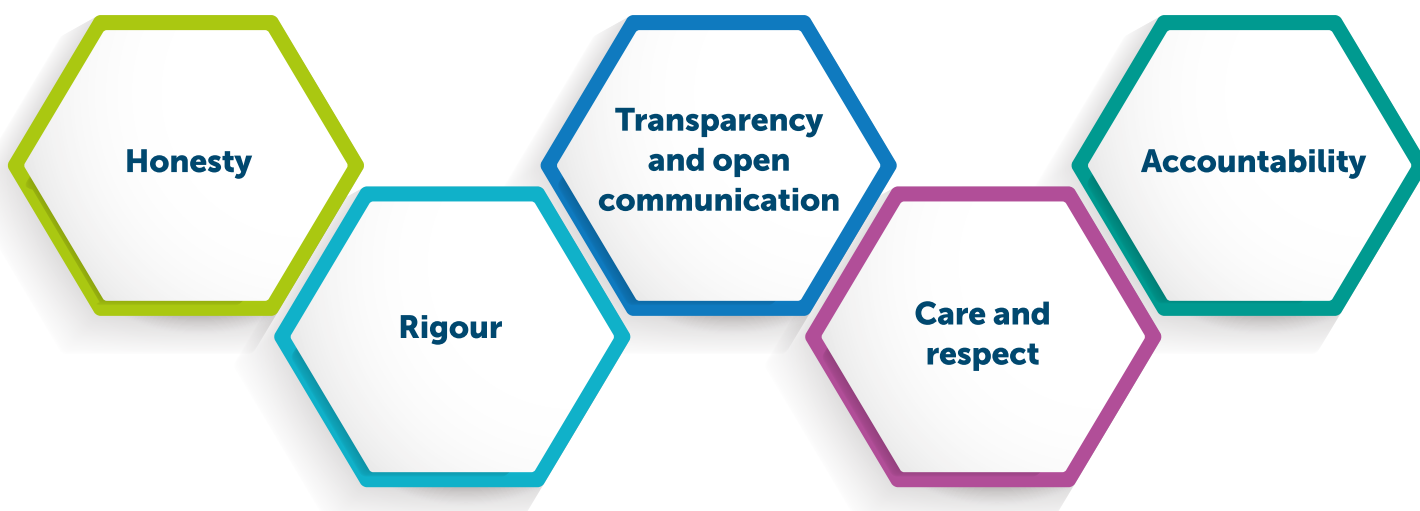 Honesty
Rigour
Transparency
and open
communication
Care and
respect
Accountability